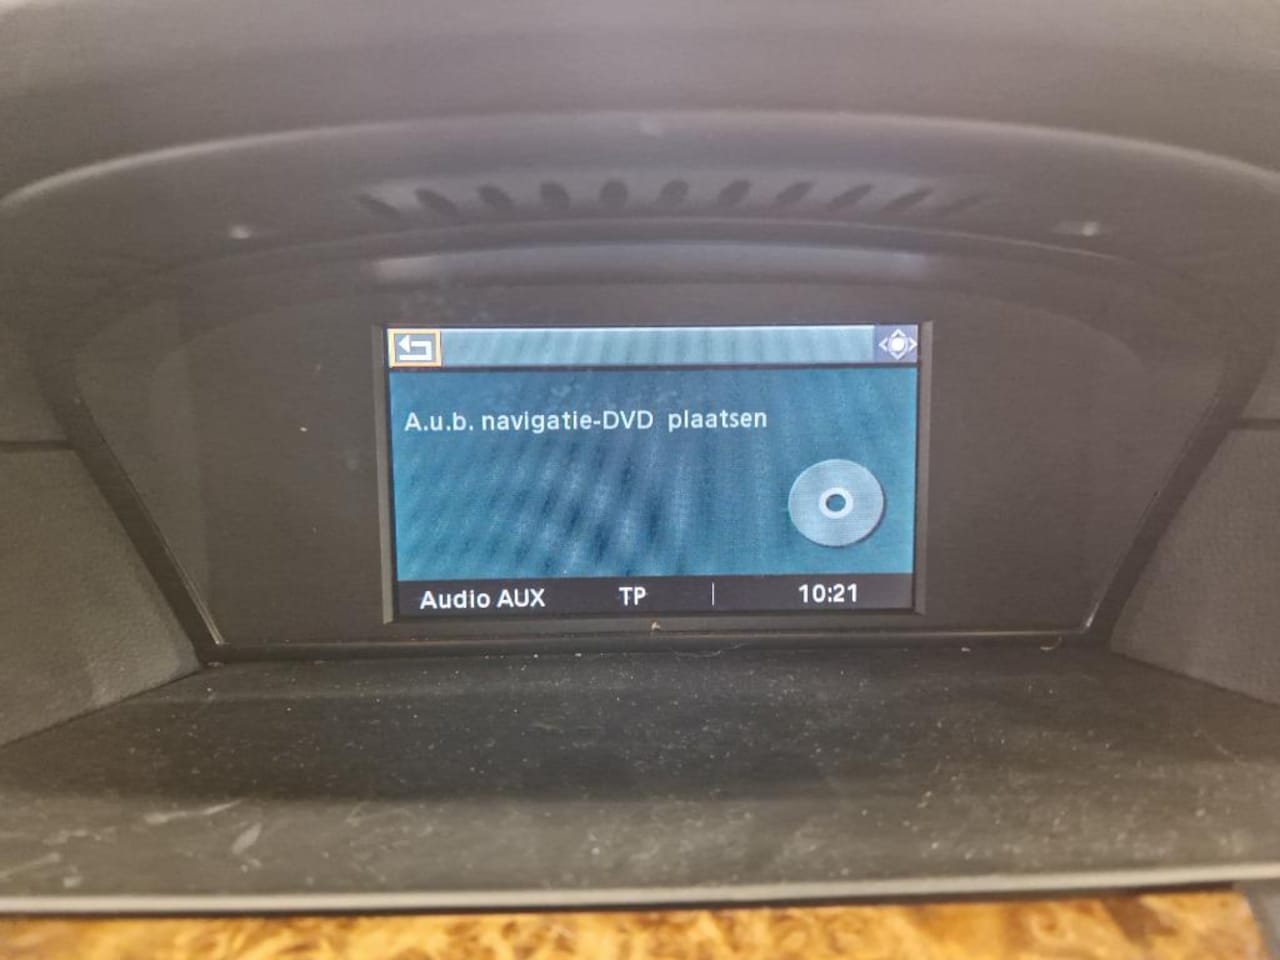 A.u.b. navigatie-DVD plaatsen
Audio AUX TP 10:21